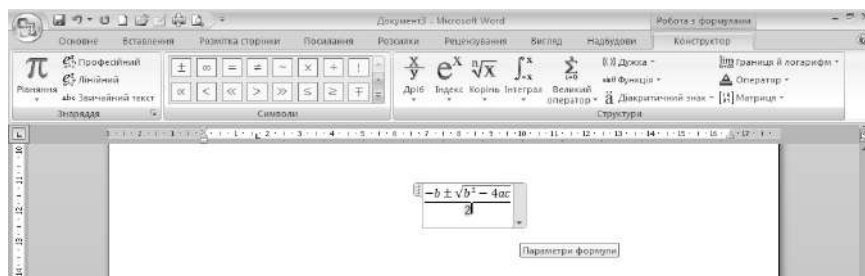 Документ3 - Microsoft Word
Робота з формулами
Основне Вставлення Розмітка сторінки Посилання Розсилки Рецензування Вигляд Надбудови Конструктор
π Рівняння
Професійний
Лінійний
abc Звичайний текст
± ∞ = ≠ ~ × ÷ !
∝ < ≪ > ≫ ≤ ≥ ∓
Дріб Індекс Корінь Інтеграл Великий оператор
Дужка
Функція
Діакритичний знак
lim Границя й логарифм
Оператор
Матриця
Знаряддя Символи Структури
−b ± √b² − 4ac
2
Параметри формули